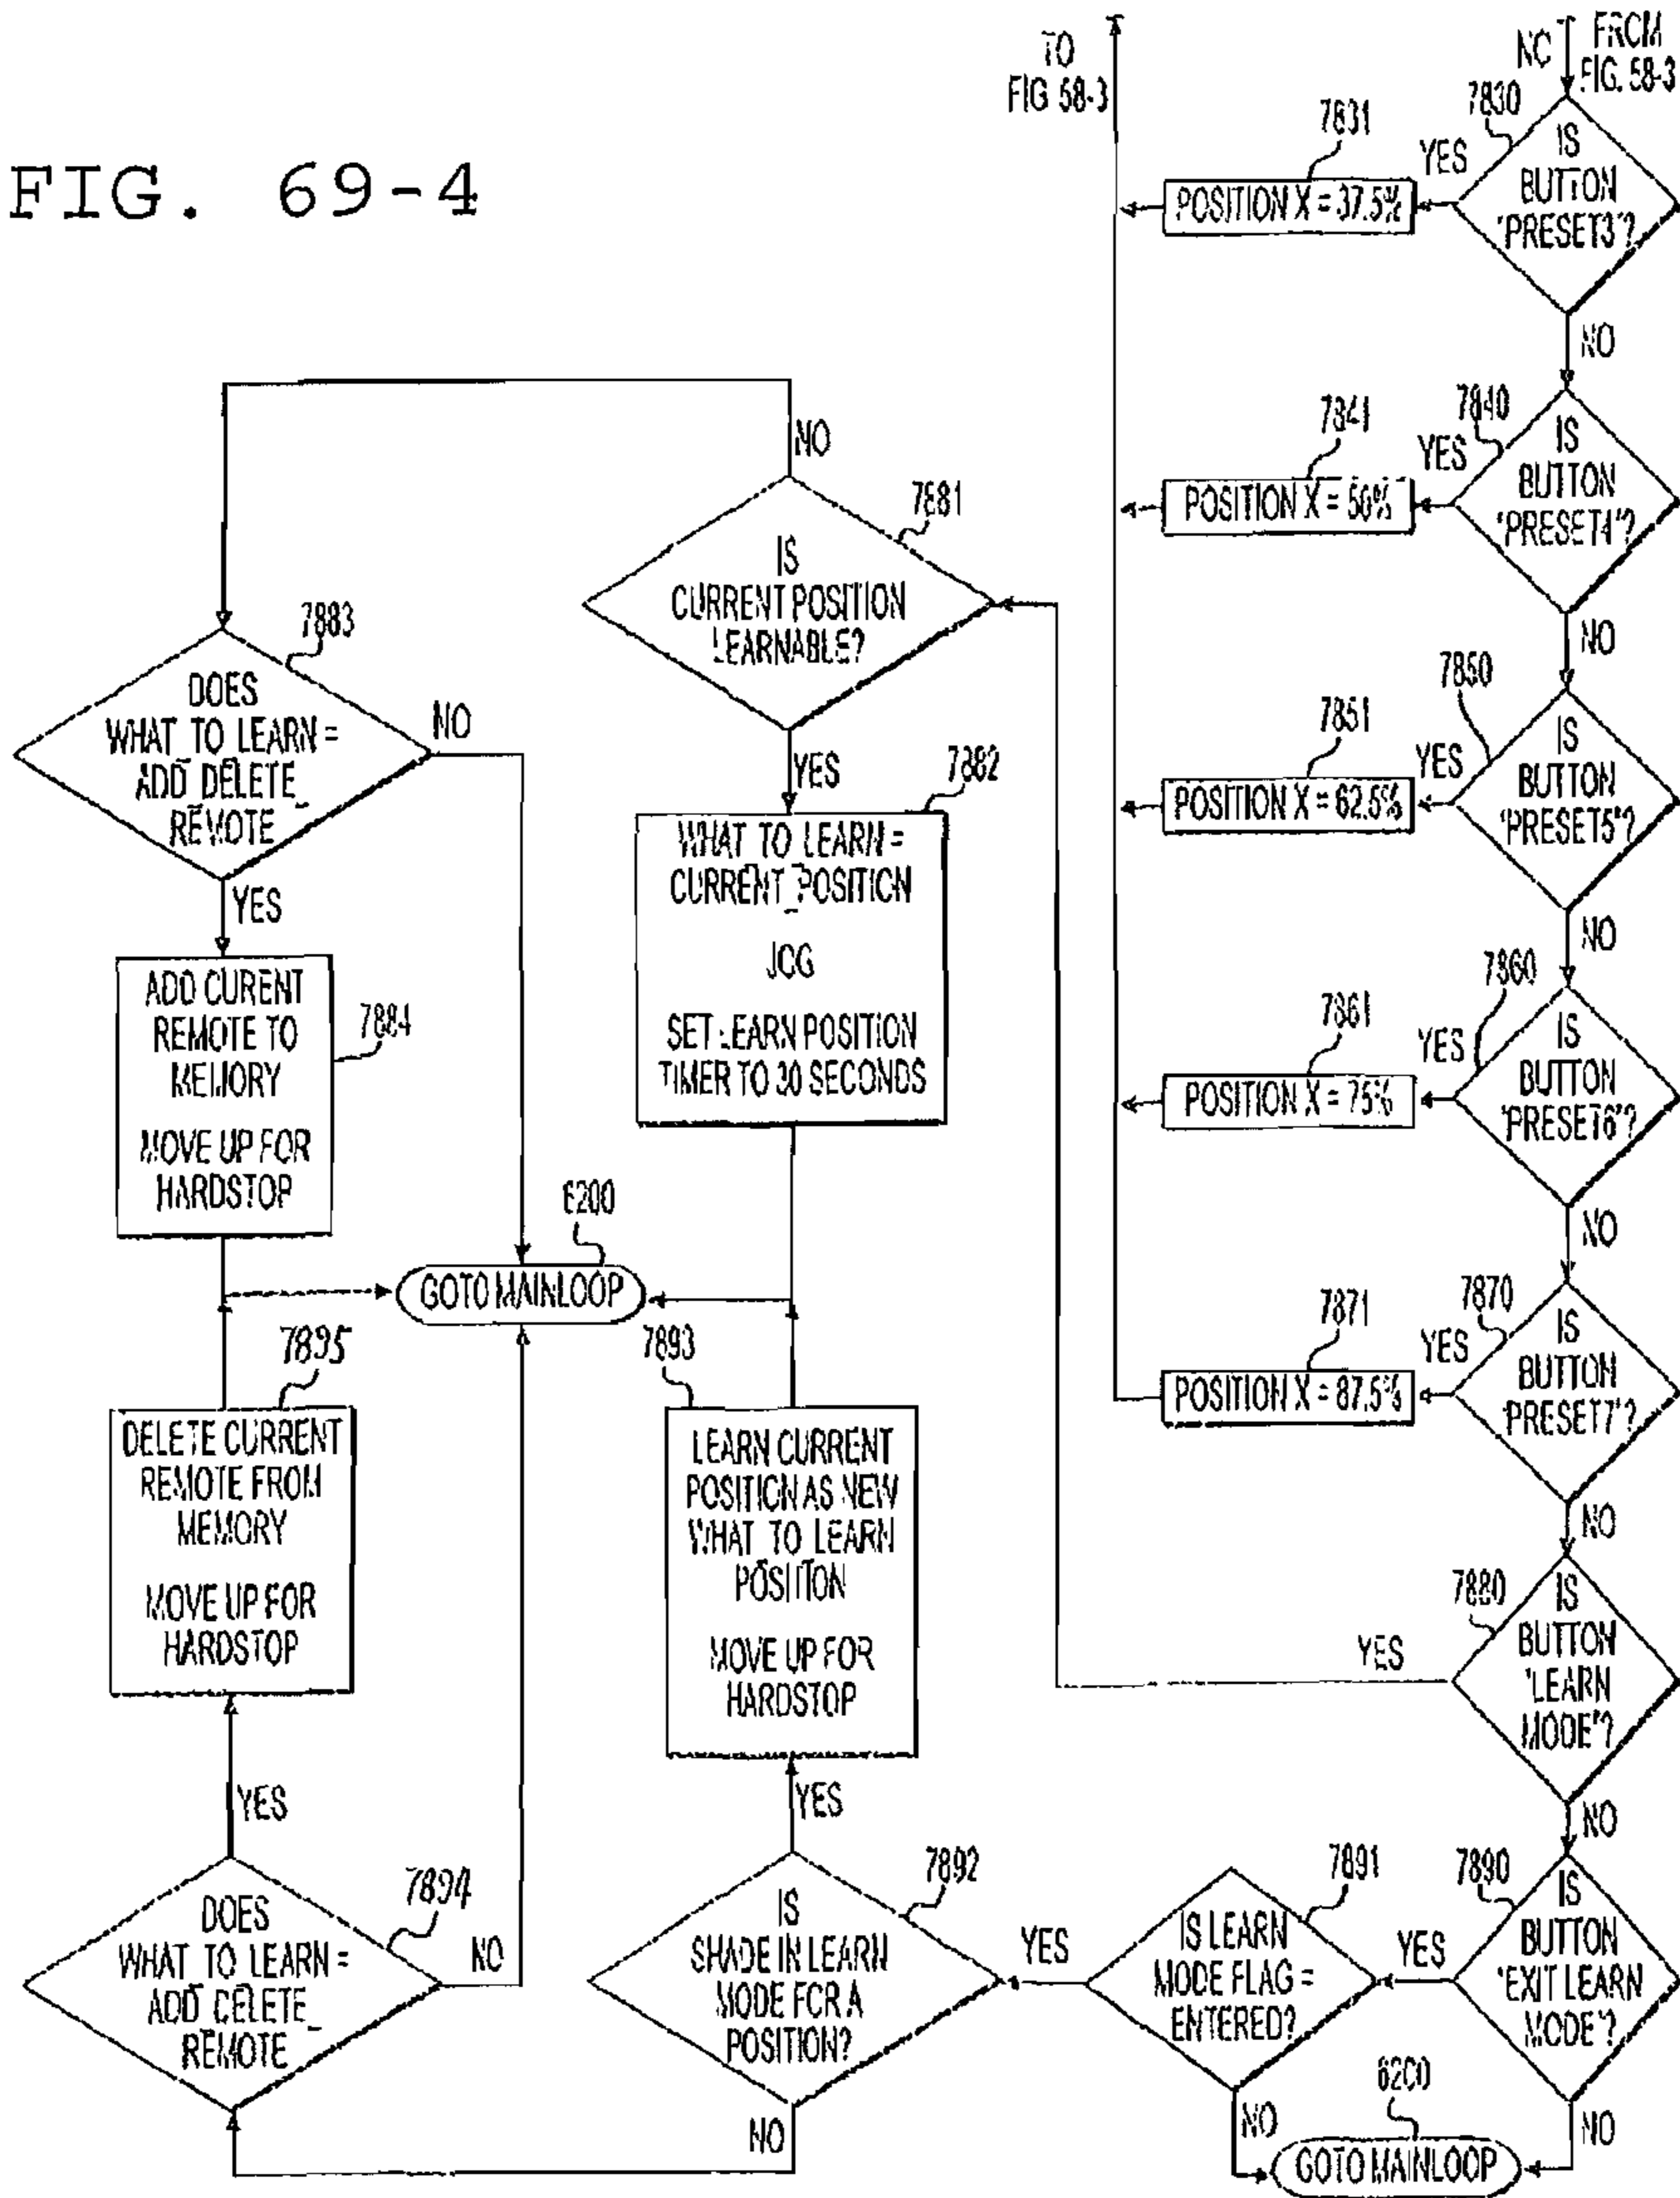 FIG. 69-4
TO
FIG 58-3
NO
FROM
FIG. 58-3
7830
IS
BUTTON
'PRESET3'?
YES
7831
POSITION X = 37.5%
NO
7840
IS
BUTTON
'PRESET4'?
YES
7841
POSITION X = 50%
NO
7850
IS
BUTTON
'PRESET5'?
YES
7851
POSITION X = 62.5%
NO
7860
IS
BUTTON
'PRESET6'?
YES
7861
POSITION X = 75%
NO
7870
IS
BUTTON
'PRESET7'?
YES
7871
POSITION X = 87.5%
NO
7880
IS
BUTTON
'LEARN
MODE'?
YES
NO
7890
IS
BUTTON
'EXIT LEARN
MODE'?
YES
NO
7891
IS LEARN
MODE FLAG =
ENTERED?
YES
NO
6200
GOTO MAINLOOP
7881
IS
CURRENT POSITION
LEARNABLE?
NO
YES
7882
WHAT_TO_LEARN =
CURRENT_POSITION
JOG
SET LEARN POSITION
TIMER TO 30 SECONDS
7883
DOES
WHAT_TO_LEARN =
ADD_DELETE_
REMOTE
NO
YES
7884
ADD CURENT
REMOTE TO
MEMORY
MOVE UP FOR
HARDSTOP
6200
GOTO MAINLOOP
7892
IS
SHADE IN LEARN
MODE FOR A
POSITION?
YES
NO
7893
LEARN CURRENT
POSITION AS NEW
WHAT_TO_LEARN
POSITION
MOVE UP FOR
HARDSTOP
7894
DOES
WHAT_TO_LEARN =
ADD_DELETE_
REMOTE
NO
YES
7895
DELETE CURRENT
REMOTE FROM
MEMORY
MOVE UP FOR
HARDSTOP